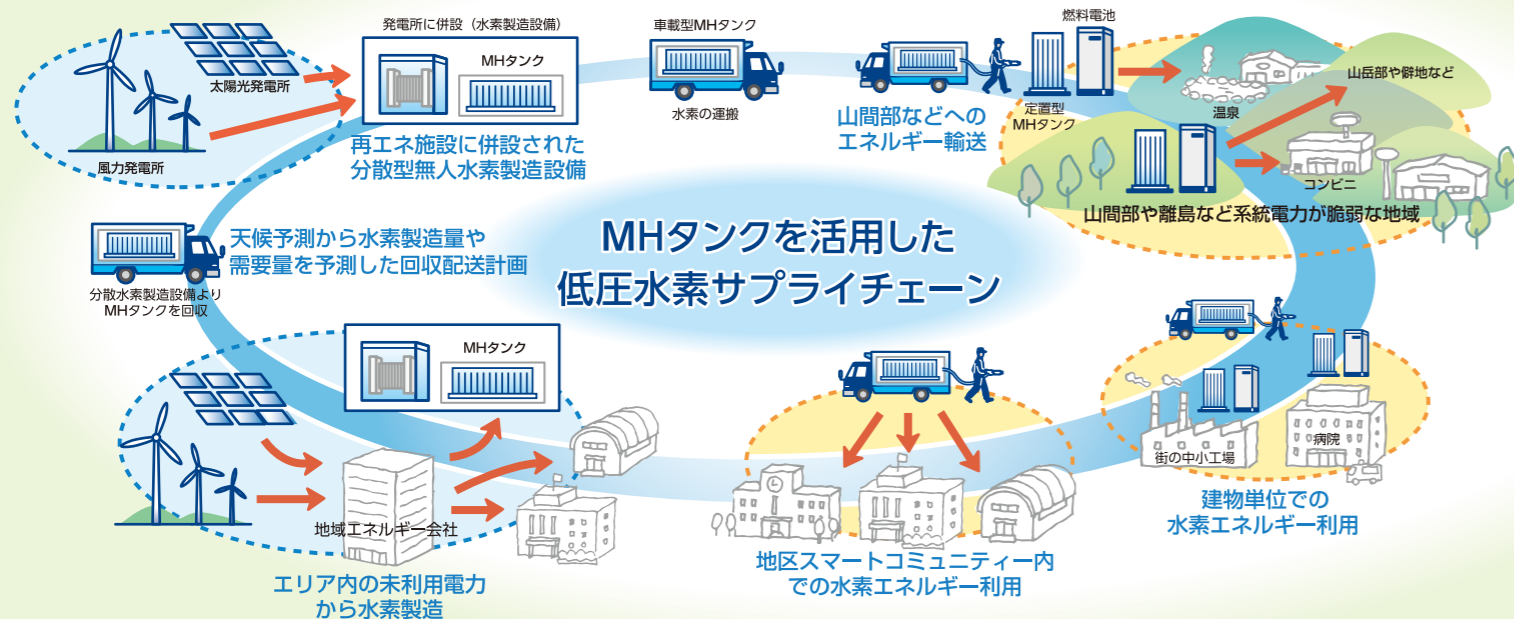 発電所に併設（水素製造設備）
MHタンク
太陽光発電所
風力発電所
再エネ施設に併設された
分散型無人水素製造設備
車載型MHタンク
水素の運搬
山間部などへの
エネルギー輸送
燃料電池
定置型
MHタンク
温泉
山岳部や僻地など
コンビニ
山間部や離島など系統電力が脆弱な地域
MHタンクを活用した
低圧水素サプライチェーン
天候予測から水素製造量や
需要量を予測した回収配送計画
分散水素製造設備より
MHタンクを回収
MHタンク
地域エネルギー会社
エリア内の未利用電力
から水素製造
地区スマートコミュニティー内
での水素エネルギー利用
街の中小工場
病院
建物単位での
水素エネルギー利用